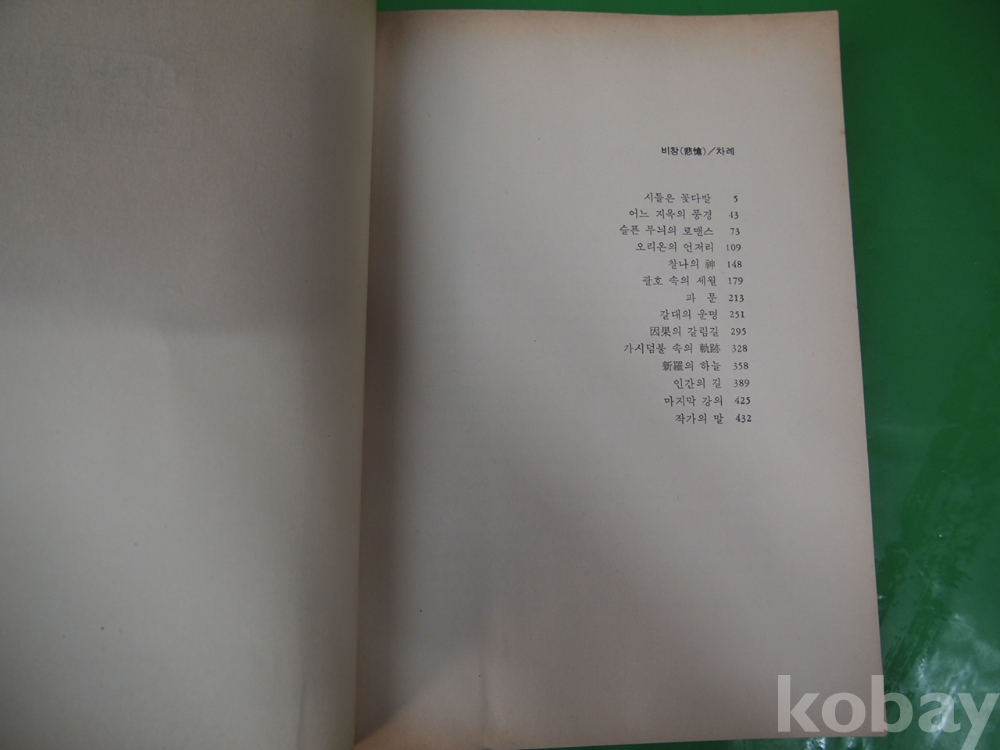 비참(悲愴)/차례
시들은 꽃다발 5
어느 지옥의 풍경 43
슬픈 무늬의 로맨스 73
오리온의 언저리 109
찰나의 神 148
괄호 속의 세월 179
파 문 213
갈대의 운명 251
因果의 갈림길 295
가시덤불 속의 軌跡 328
新羅의 하늘 358
인간의 길 389
마지막 강의 425
작가의 말 432
kobay